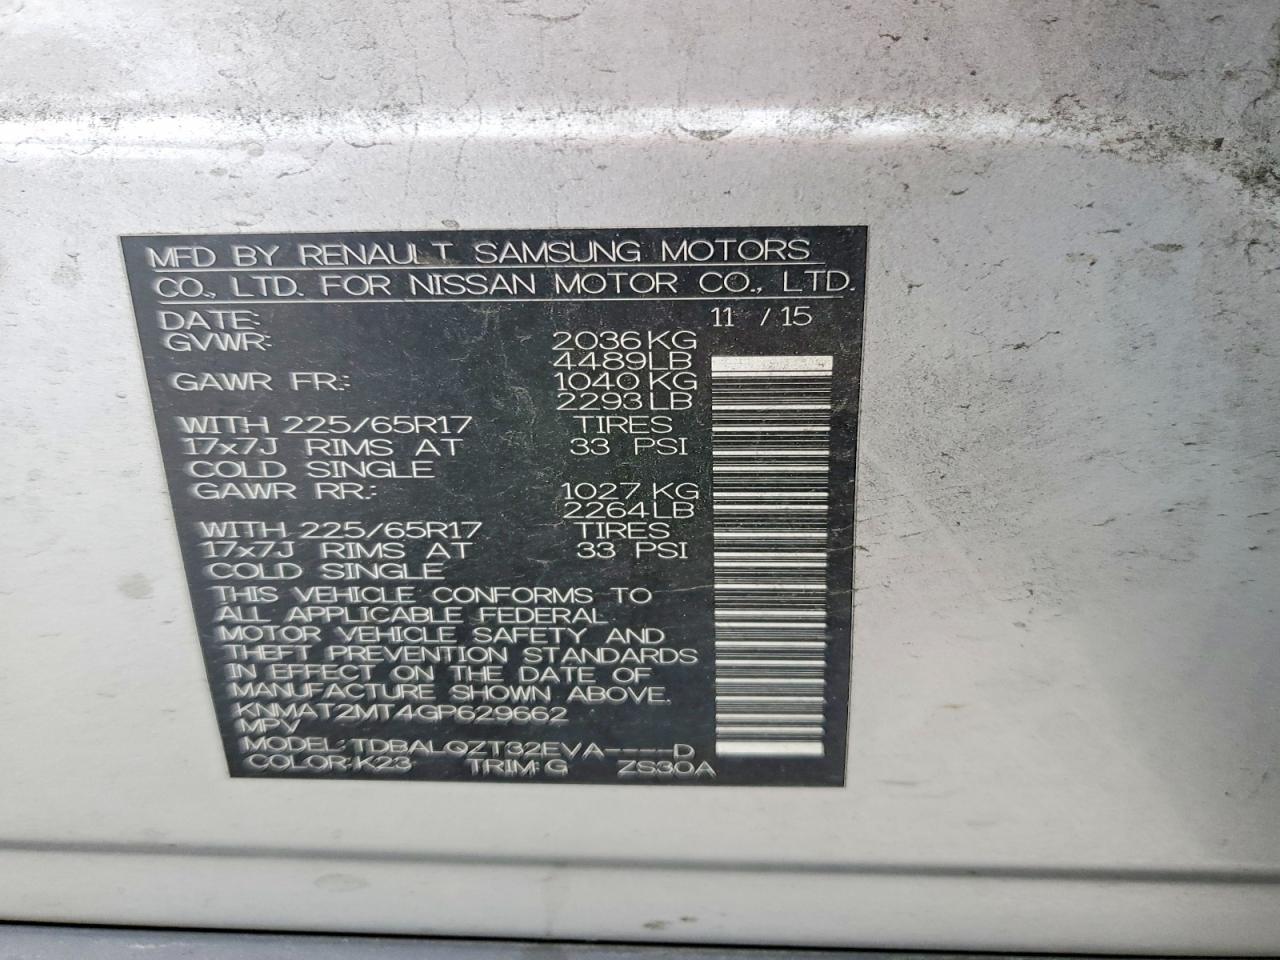 MFD BY RENAULT SAMSUNG MOTORS
CO., LTD. FOR NISSAN MOTOR CO., LTD.
DATE: 11 / 15
GVWR: 2036 KG
4489 LB
GAWR FR.: 1040 KG
2293 LB
WITH 225/65R17 TIRES
17x7J RIMS AT 33 PSI
COLD SINGLE
GAWR RR.: 1027 KG
2264 LB
WITH 225/65R17 TIRES
17x7J RIMS AT 33 PSI
COLD SINGLE
THIS VEHICLE CONFORMS TO
ALL APPLICABLE FEDERAL
MOTOR VEHICLE SAFETY AND
THEFT PREVENTION STANDARDS
IN EFFECT ON THE DATE OF
MANUFACTURE SHOWN ABOVE.
KNMAT2MT4GP629662
MPV
MODEL: TDBALQZT32EVA----D
COLOR: K23 TRIM: G ZS30A